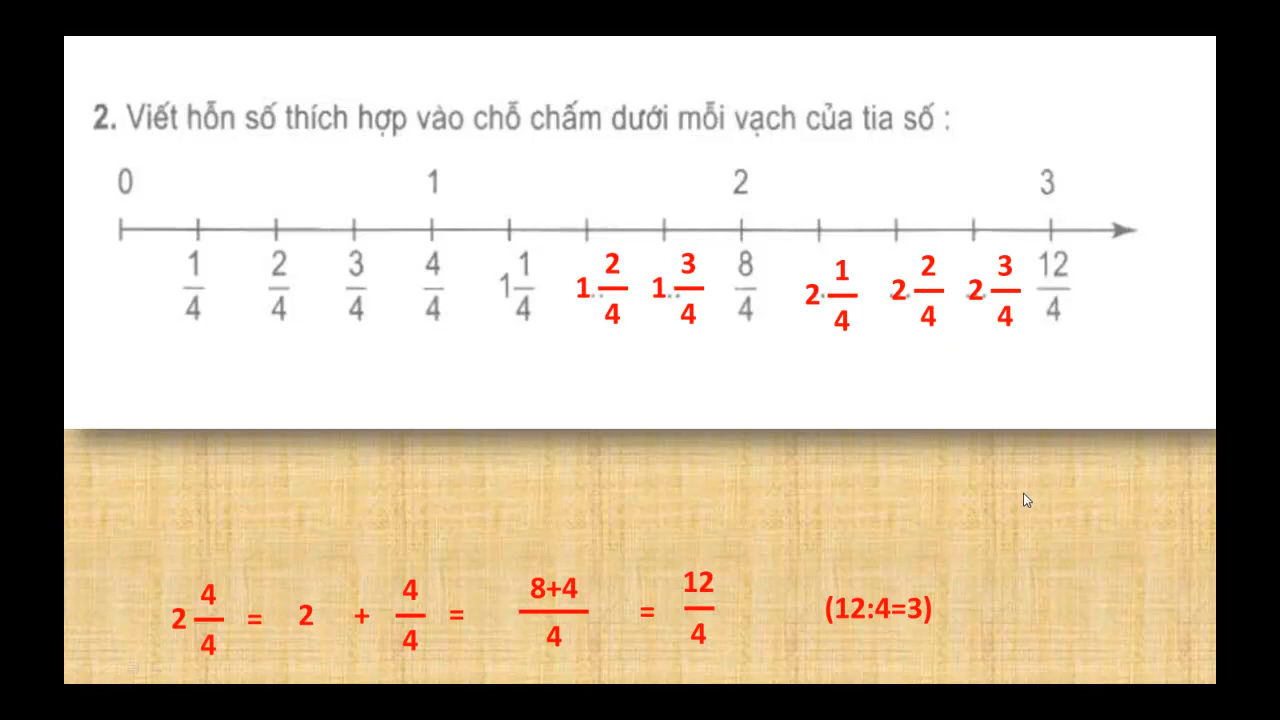 2. Viết hỗn số thích hợp vào chỗ chấm dưới mỗi vạch của tia số :
0 1 2 3
1/4 2/4 3/4 4/4 1 1/4 1 2/4 1 3/4 8/4 2 1/4 2 2/4 2 3/4 12/4
2 4/4 = 2 + 4/4 = 8+4/4 = 12/4 (12:4=3)